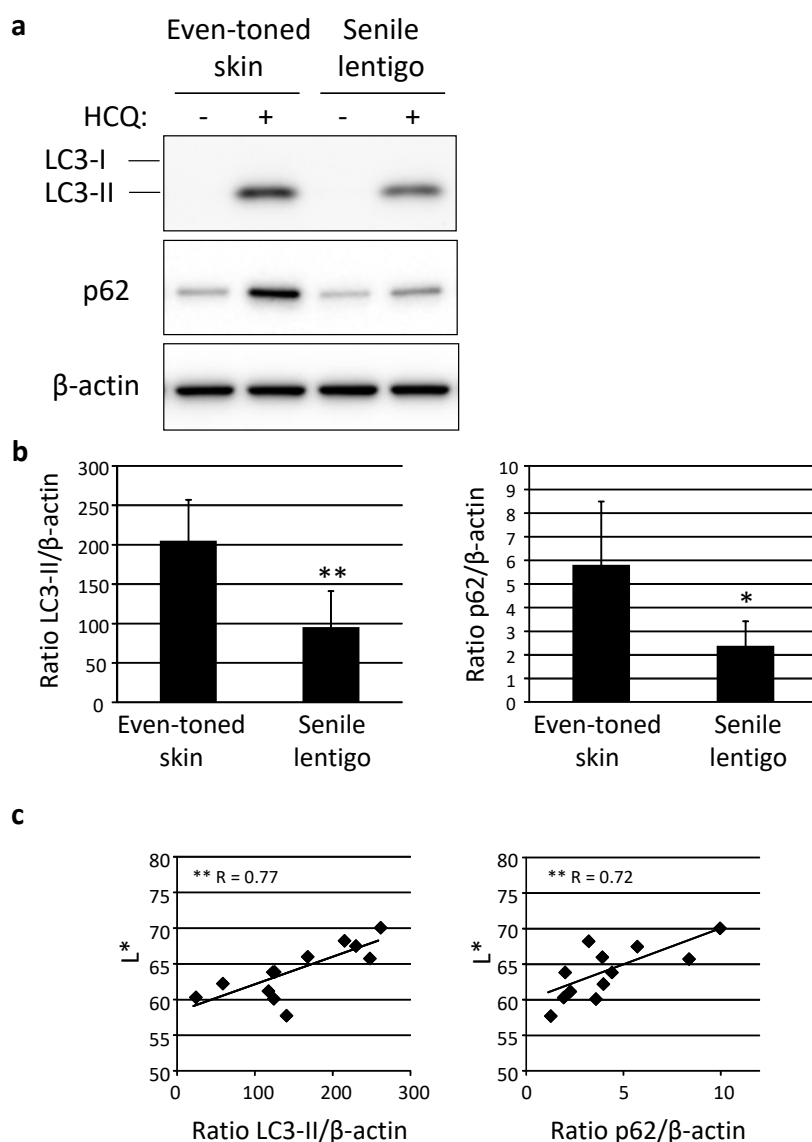 a
Even-toned skin
Senile lentigo
HCQ: - + - +
LC3-I
LC3-II
p62
β-actin
b
Ratio LC3-II/β-actin
300
250
200
150
100
50
0
**
Even-toned skin
Senile lentigo
Ratio p62/β-actin
10
9
8
7
6
5
4
3
2
1
0
*
Even-toned skin
Senile lentigo
c
L*
80
75
70
65
60
55
50
** R = 0.77
0 100 200 300
Ratio LC3-II/β-actin
L*
80
75
70
65
60
55
50
** R = 0.72
0 5 10
Ratio p62/β-actin